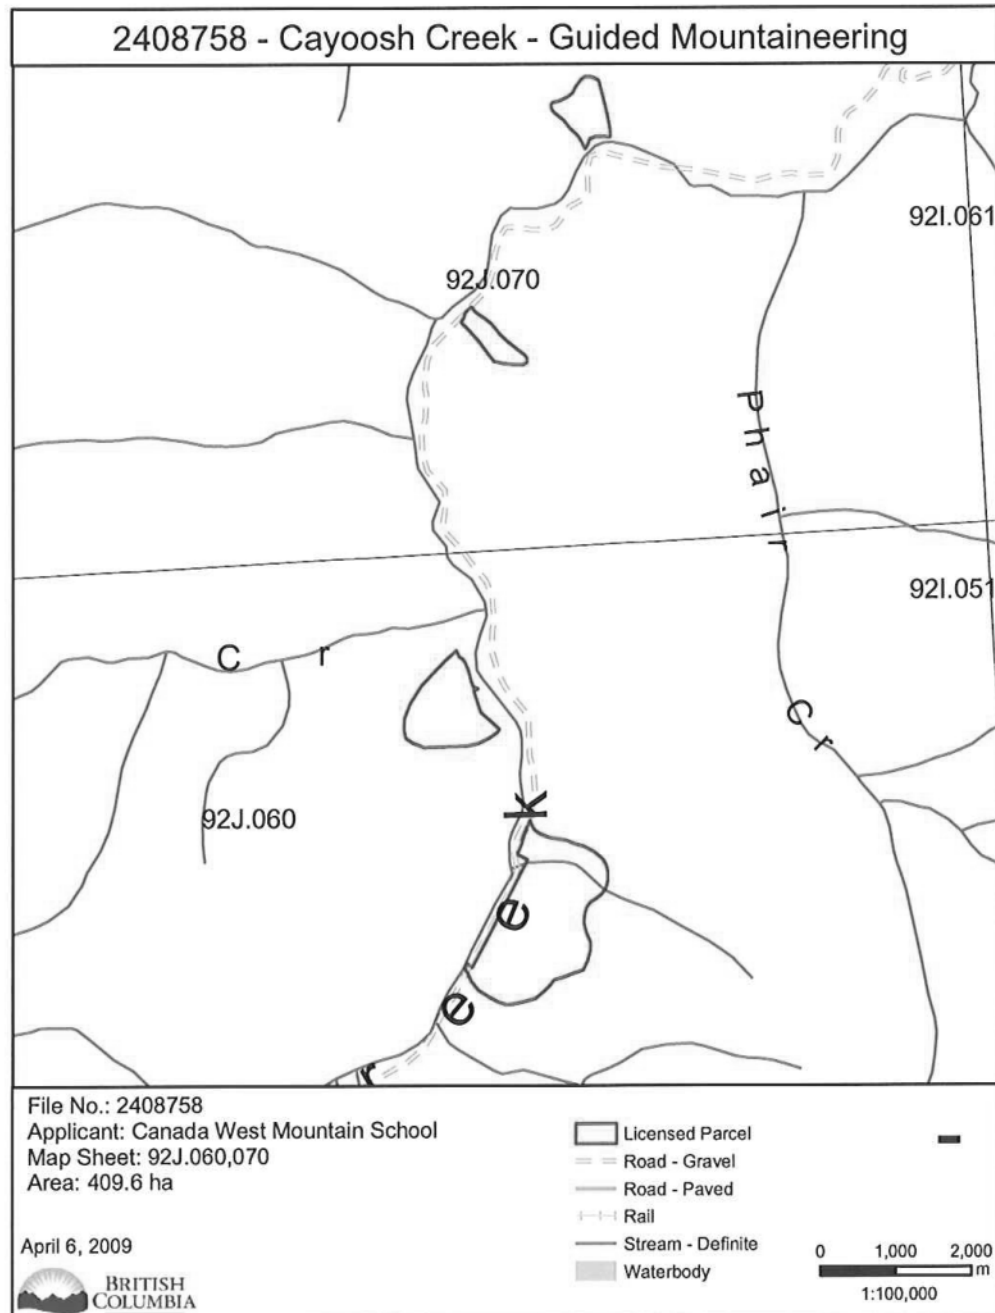 2408758 - Cayoosh Creek - Guided Mountaineering
92I.061
92J.070
Phair Cr
92I.051
Cr
92J.060
reek
File No.: 2408758
Applicant: Canada West Mountain School
Map Sheet: 92J.060,070
Area: 409.6 ha
April 6, 2009
BRITISH
COLUMBIA
Licensed Parcel
Road - Gravel
Road - Paved
Rail
Stream - Definite
Waterbody
0 1,000 2,000
m
1:100,000